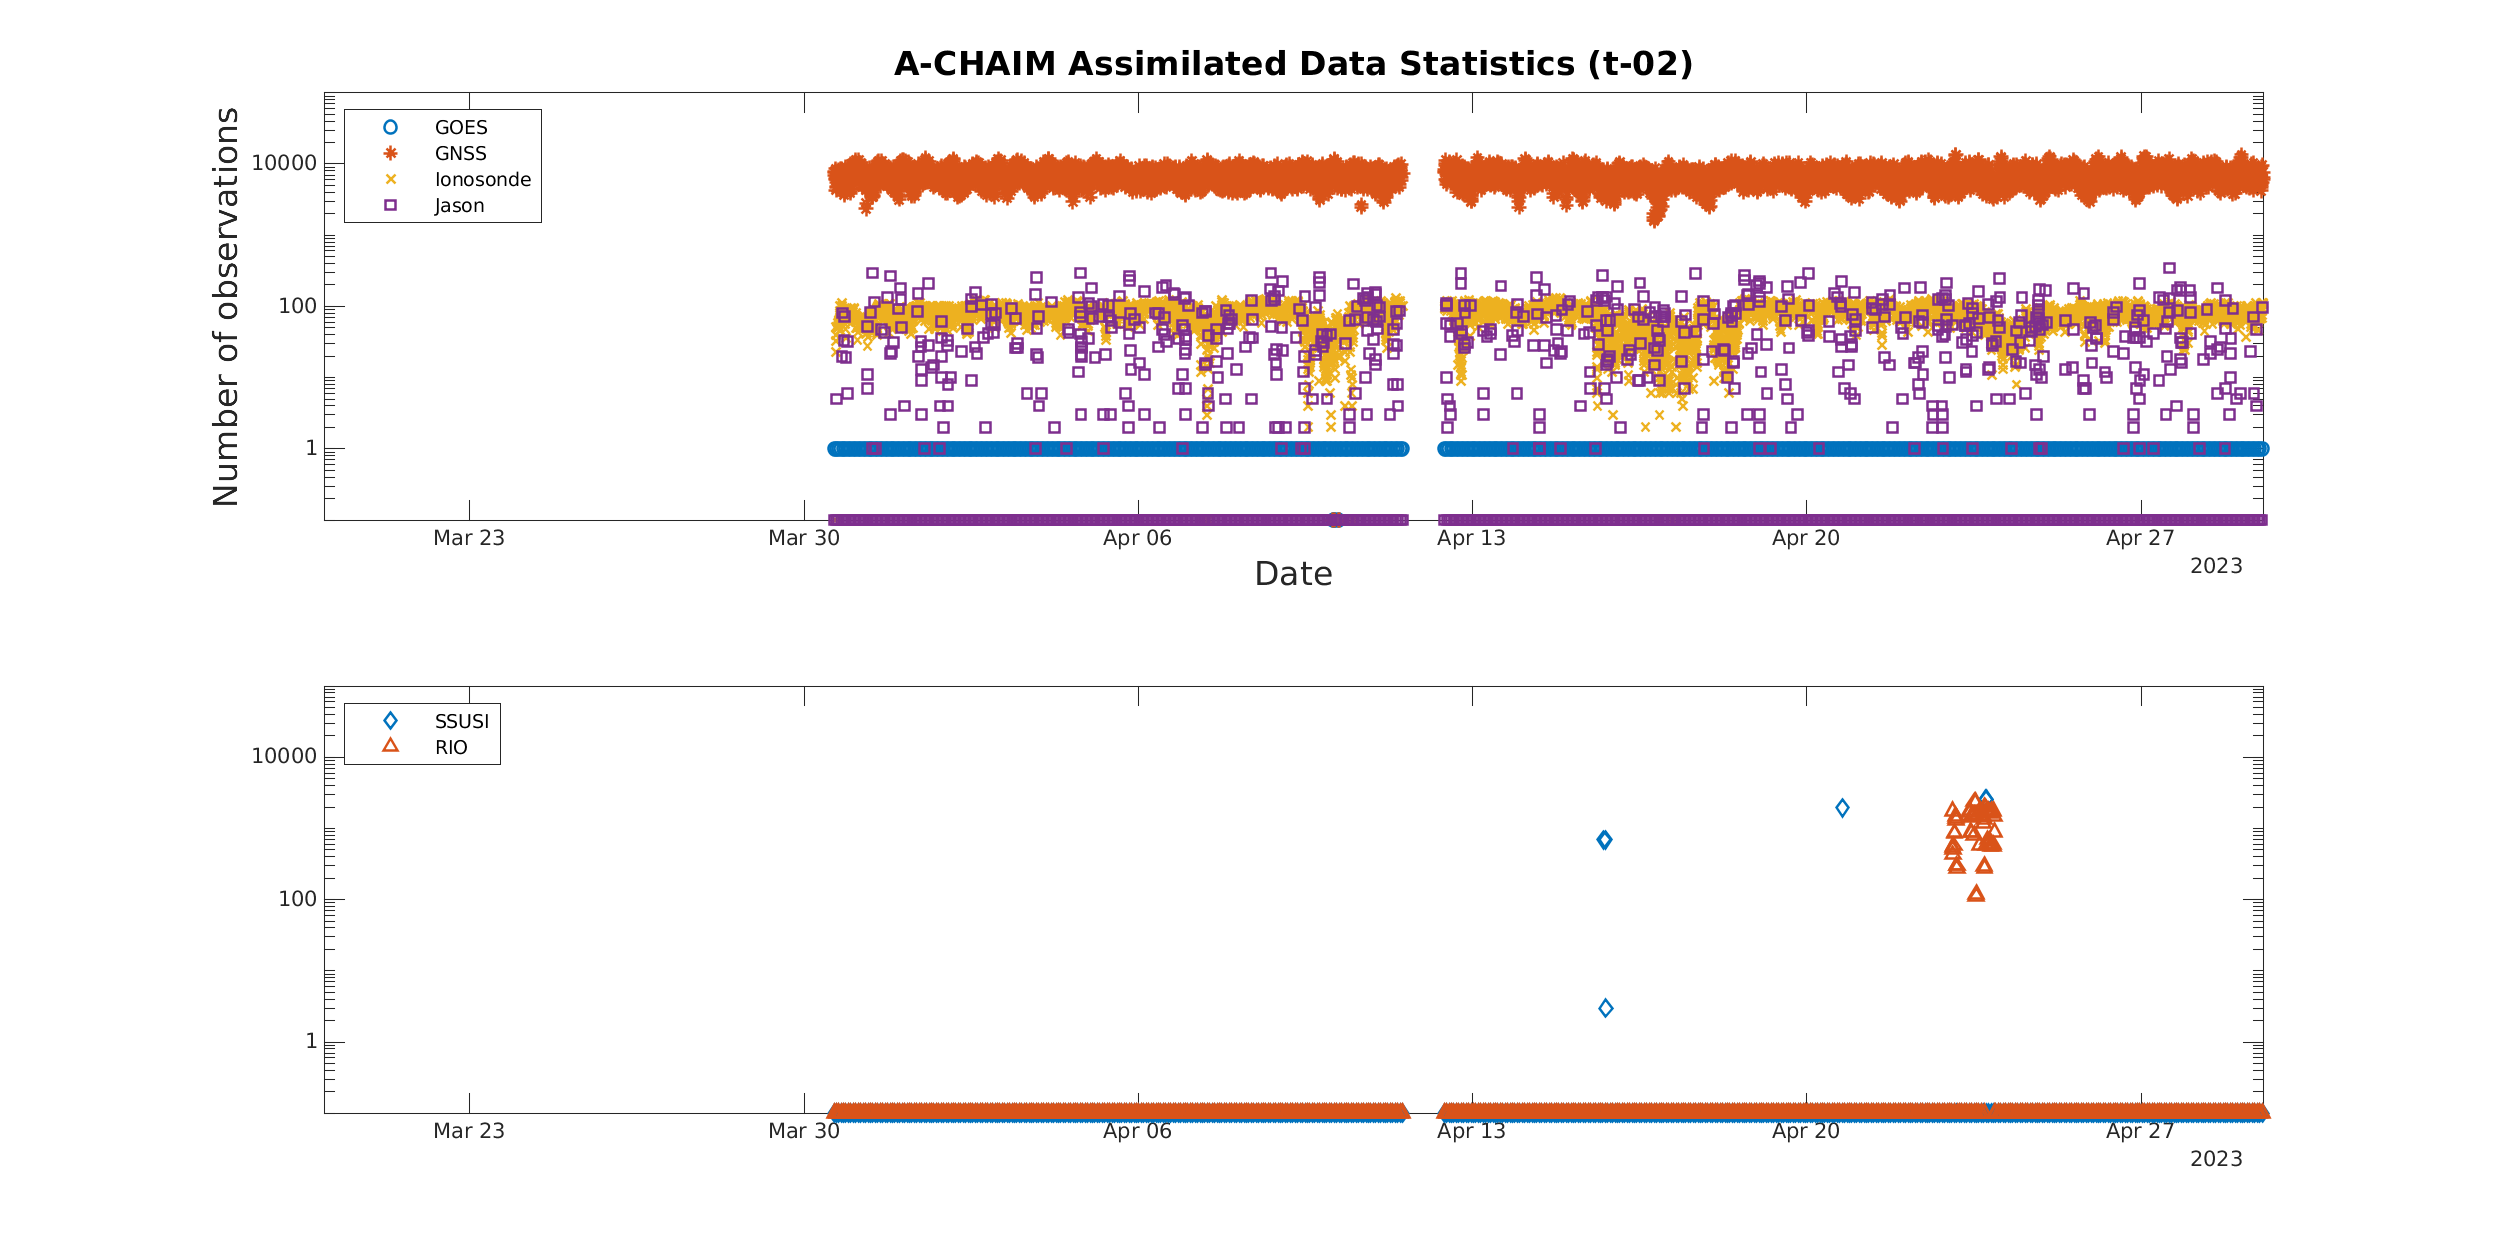 A-CHAIM Assimilated Data Statistics (t-02)
Number of observations
10000
100
1
GOES
GNSS
Ionosonde
Jason
Mar 23
Mar 30
Apr 06
Apr 13
Apr 20
Apr 27
2023
Date
10000
100
1
SSUSI
RIO
Mar 23
Mar 30
Apr 06
Apr 13
Apr 20
Apr 27
2023